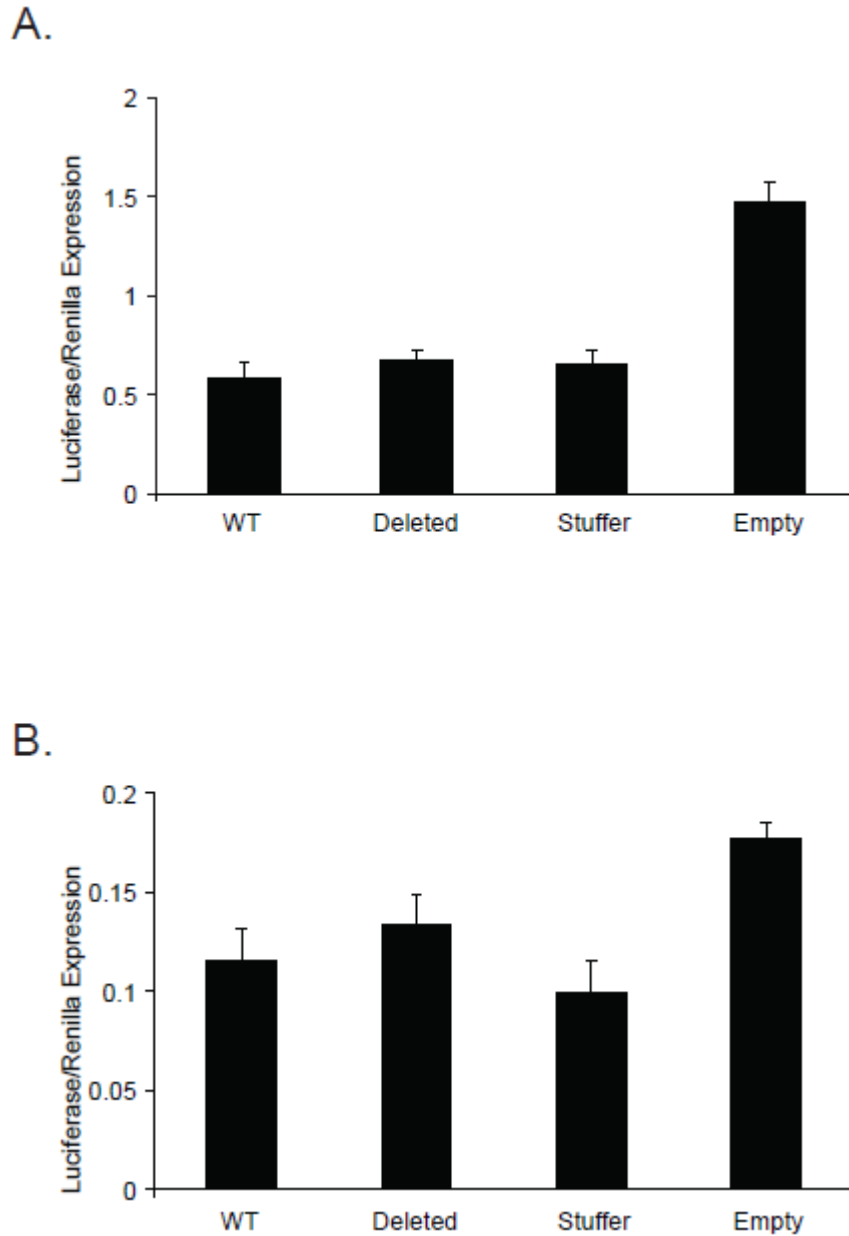 A.
Luciferase/Renilla Expression
2
1.5
1
0.5
0
WT Deleted Stuffer Empty
B.
Luciferase/Renilla Expression
0.2
0.15
0.1
0.05
0
WT Deleted Stuffer Empty